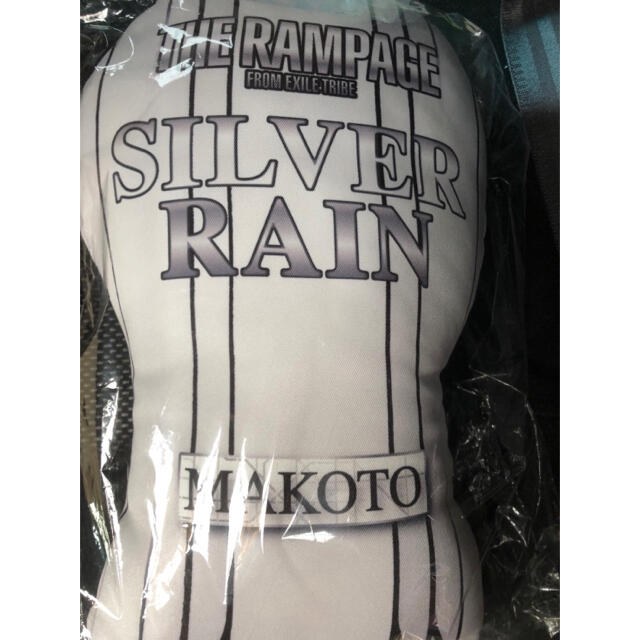 THE RAMPAGE
FROM EXILE TRIBE
SILVER
RAIN
MAKOTO